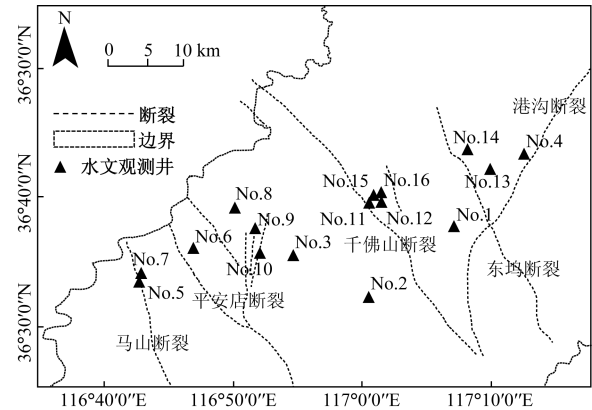 N
0 5 10 km
断裂
边界
水文观测井
36°30′0″N
36°40′0″N
36°30′0″N
港沟断裂
No.14
No.4
No.13
No.15
No.16
No.11
No.12
No.1
千佛山断裂
No.8
No.9
No.6
No.3
No.10
东坞断裂
No.7
No.5
No.2
平安店断裂
马山断裂
116°40′0″E
116°50′0″E
117°0′0″E
117°10′0″E